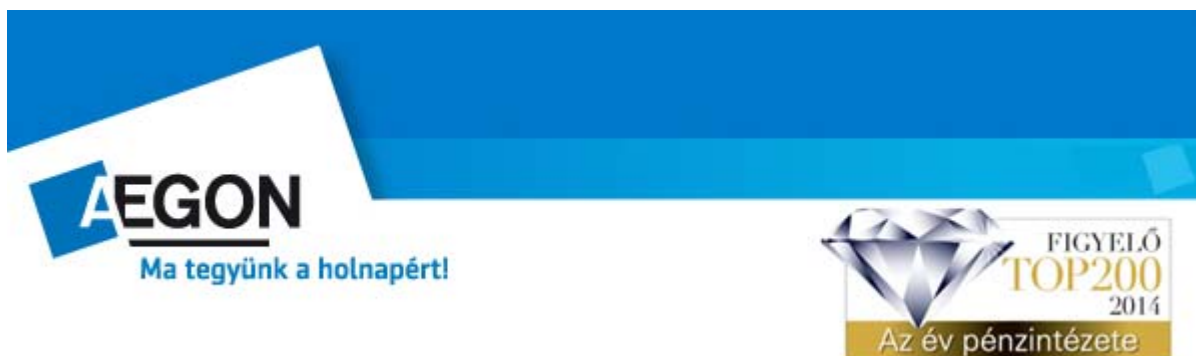 AEGON
Ma tegyünk a holnapért!
FIGYELŐ
TOP200
2014
Az év pénzintézete